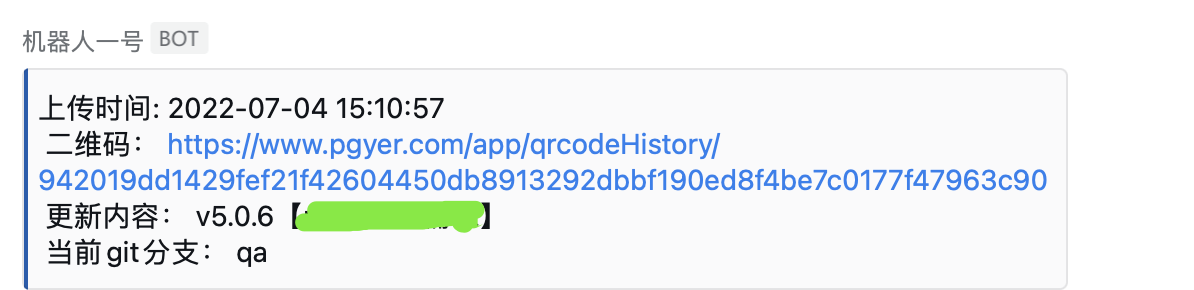 机器人一号 BOT
上传时间: 2022-07-04 15:10:57
二维码： https://www.pgyer.com/app/qrcodeHistory/
942019dd1429fef21f42604450db8913292dbbf190ed8f4be7c0177f47963c90
更新内容： v5.0.6【】
当前git分支： qa